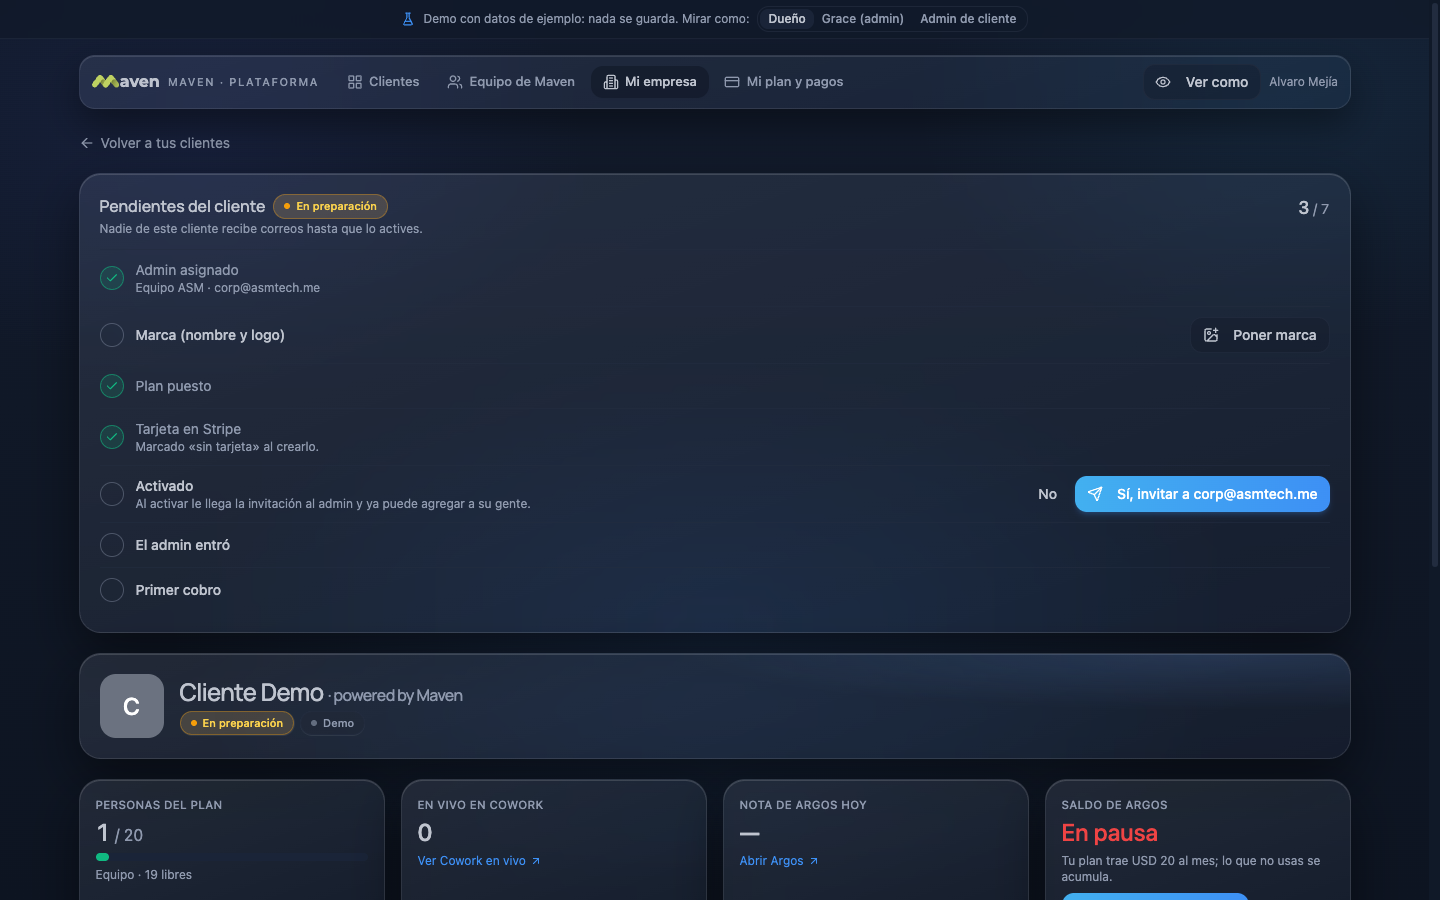 Demo con datos de ejemplo: nada se guarda. Mirar como: Dueño Grace (admin) Admin de cliente
maven MAVEN · PLATAFORMA Clientes Equipo de Maven Mi empresa Mi plan y pagos Ver como Alvaro Mejía
Volver a tus clientes
Pendientes del cliente En preparación 3 / 7
Nadie de este cliente recibe correos hasta que lo actives.
Admin asignado
Equipo ASM · corp@asmtech.me
Marca (nombre y logo) Poner marca
Plan puesto
Tarjeta en Stripe
Marcado «sin tarjeta» al crearlo.
Activado
Al activar le llega la invitación al admin y ya puede agregar a su gente.
No Sí, invitar a corp@asmtech.me
El admin entró
Primer cobro
C
Cliente Demo · powered by Maven
En preparación Demo
PERSONAS DEL PLAN
1 / 20
Equipo · 19 libres
EN VIVO EN COWORK
0
Ver Cowork en vivo
NOTA DE ARGOS HOY
—
Abrir Argos
SALDO DE ARGOS
En pausa
Tu plan trae USD 20 al mes; lo que no usas se
acumula.